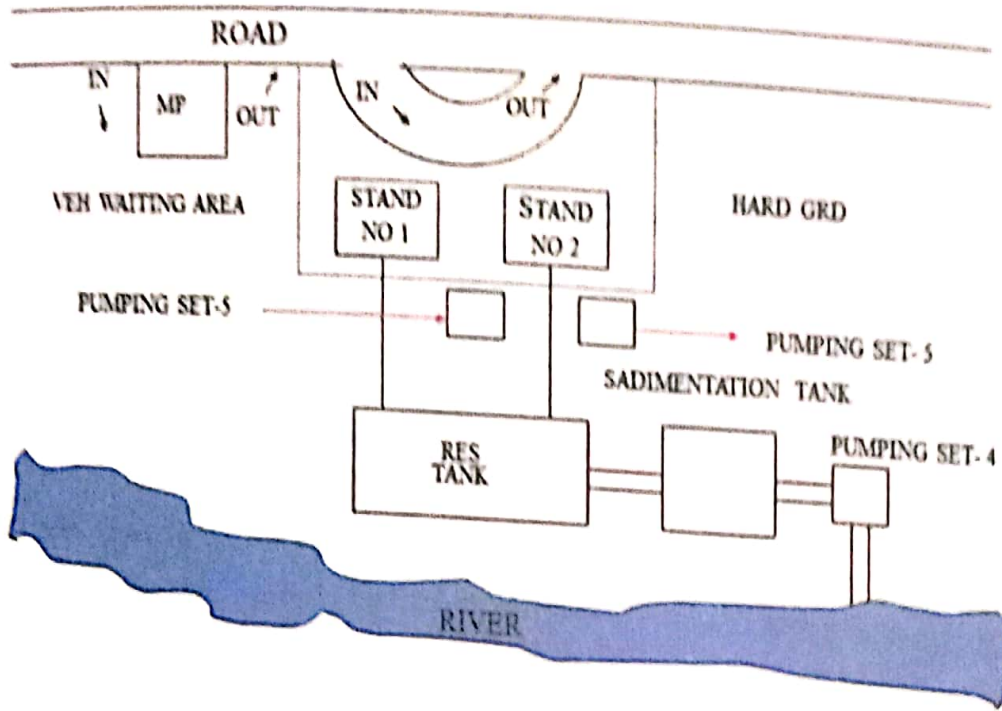 ROAD
IN
MP
OUT
IN
OUT
VEH WAITING AREA
STAND
NO 1
STAND
NO 2
HARD GRD
PUMPING SET-5
PUMPING SET- 5
SADIMENTATION TANK
RES
TANK
PUMPING SET- 4
RIVER